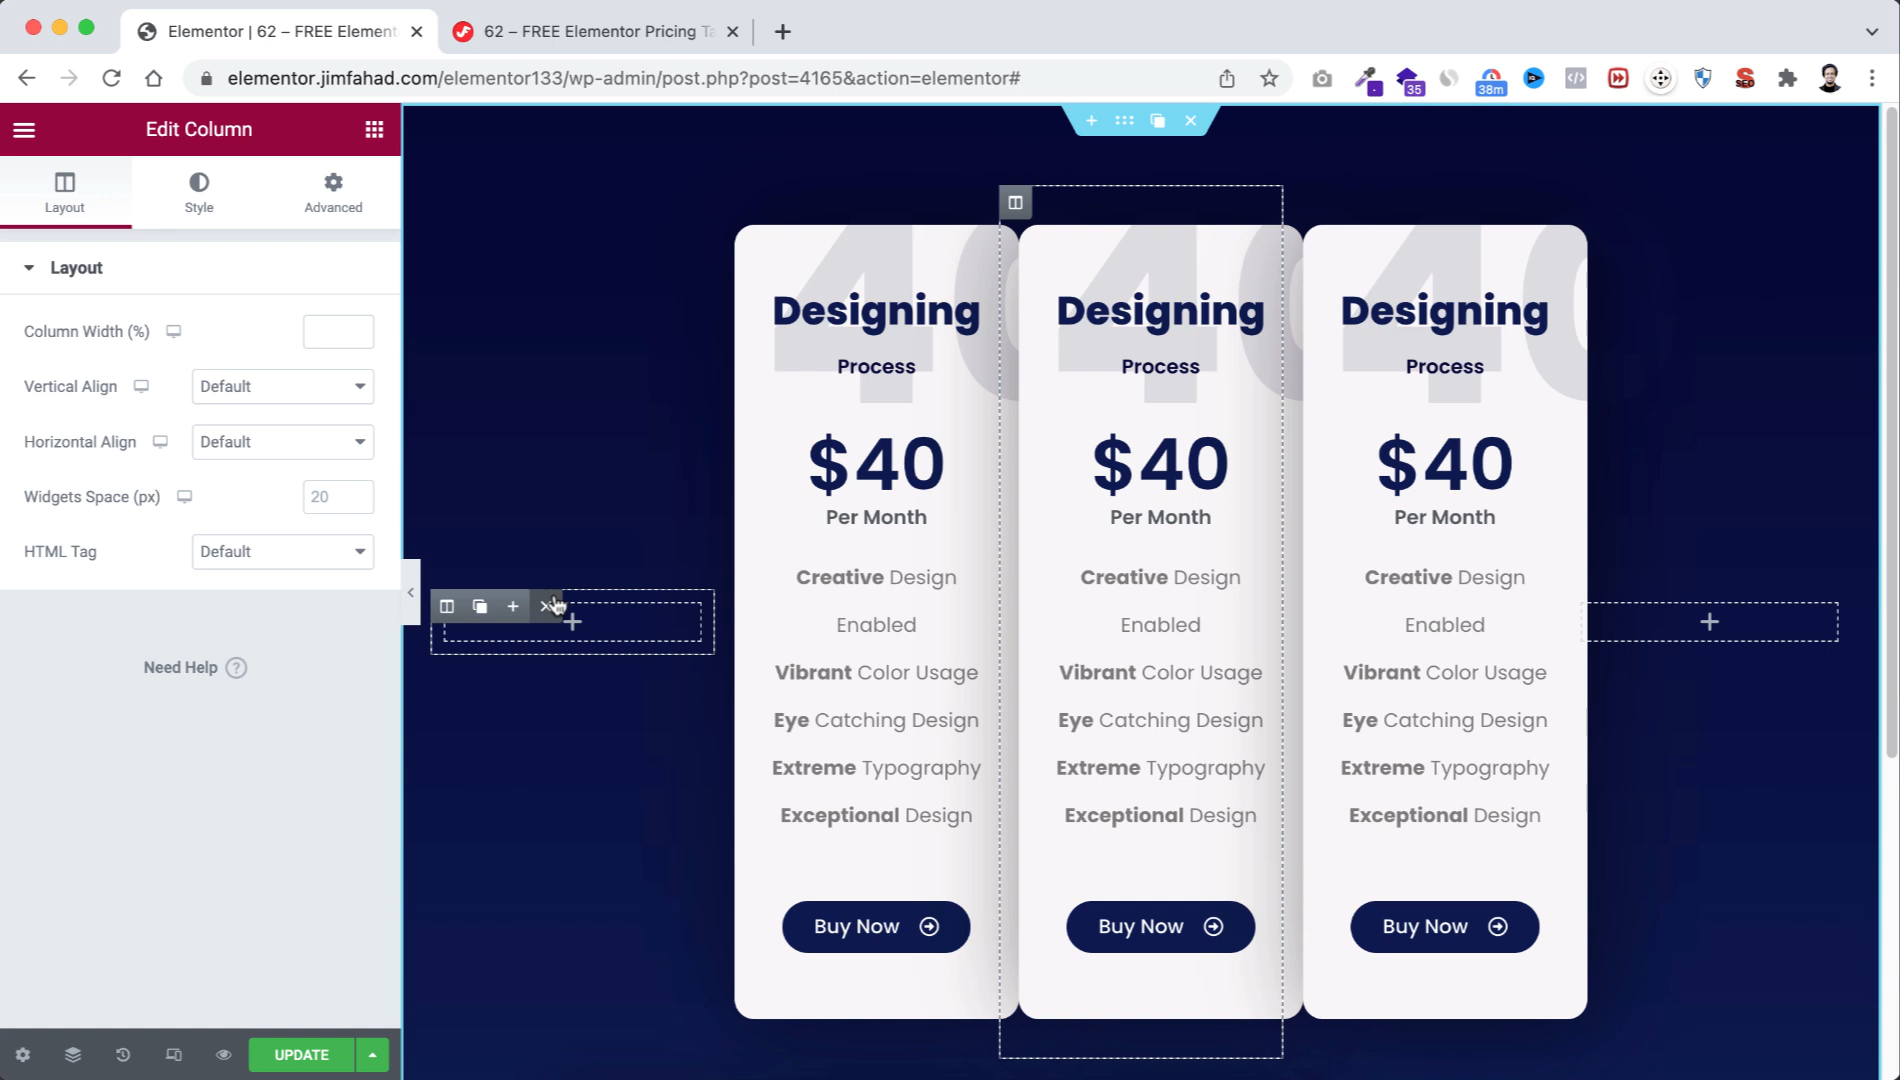 Elementor | 62 – FREE Element
62 – FREE Elementor Pricing Ta
elementor.jimfahad.com/elementor133/wp-admin/post.php?post=4165&action=elementor#
35
38m
SEO
Edit Column
Layout
Style
Advanced
Layout
Column Width (%)
Vertical Align
Default
Horizontal Align
Default
Widgets Space (px)
20
HTML Tag
Default
Need Help
UPDATE
40
Designing
Process
$40
Per Month
Creative Design
Enabled
Vibrant Color Usage
Eye Catching Design
Extreme Typography
Exceptional Design
Buy Now
40
Designing
Process
$40
Per Month
Creative Design
Enabled
Vibrant Color Usage
Eye Catching Design
Extreme Typography
Exceptional Design
Buy Now
40
Designing
Process
$40
Per Month
Creative Design
Enabled
Vibrant Color Usage
Eye Catching Design
Extreme Typography
Exceptional Design
Buy Now